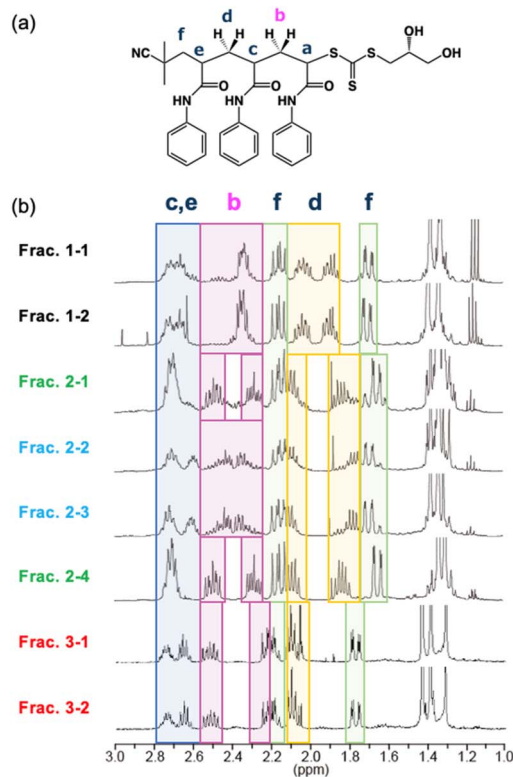 (a)
d
b
f
H H
H H
OH
NC
e
c
a
S
S
OH
O
O
O
S
HN
HN
HN
(b)
c,e b f d f
Frac. 1-1
Frac. 1-2
Frac. 2-1
Frac. 2-2
Frac. 2-3
Frac. 2-4
Frac. 3-1
Frac. 3-2
3.0 2.8 2.6 2.4 2.2 2.0 1.8 1.6 1.4 1.2 1.0
(ppm)